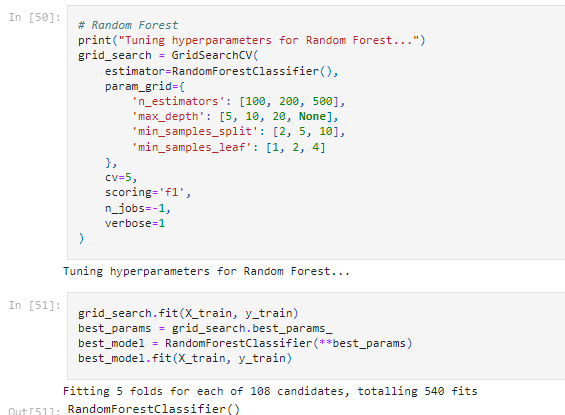 In [50]:
# Random Forest
print("Tuning hyperparameters for Random Forest...")
grid_search = GridSearchCV(
    estimator=RandomForestClassifier(),
    param_grid={
        'n_estimators': [100, 200, 500],
        'max_depth': [5, 10, 20, None],
        'min_samples_split': [2, 5, 10],
        'min_samples_leaf': [1, 2, 4]
    },
    cv=5,
    scoring='f1',
    n_jobs=-1,
    verbose=1
)
Tuning hyperparameters for Random Forest...
In [51]:
grid_search.fit(X_train, y_train)
best_params = grid_search.best_params_
best_model = RandomForestClassifier(**best_params)
best_model.fit(X_train, y_train)
Fitting 5 folds for each of 108 candidates, totalling 540 fits
Out[51]: RandomForestClassifier()